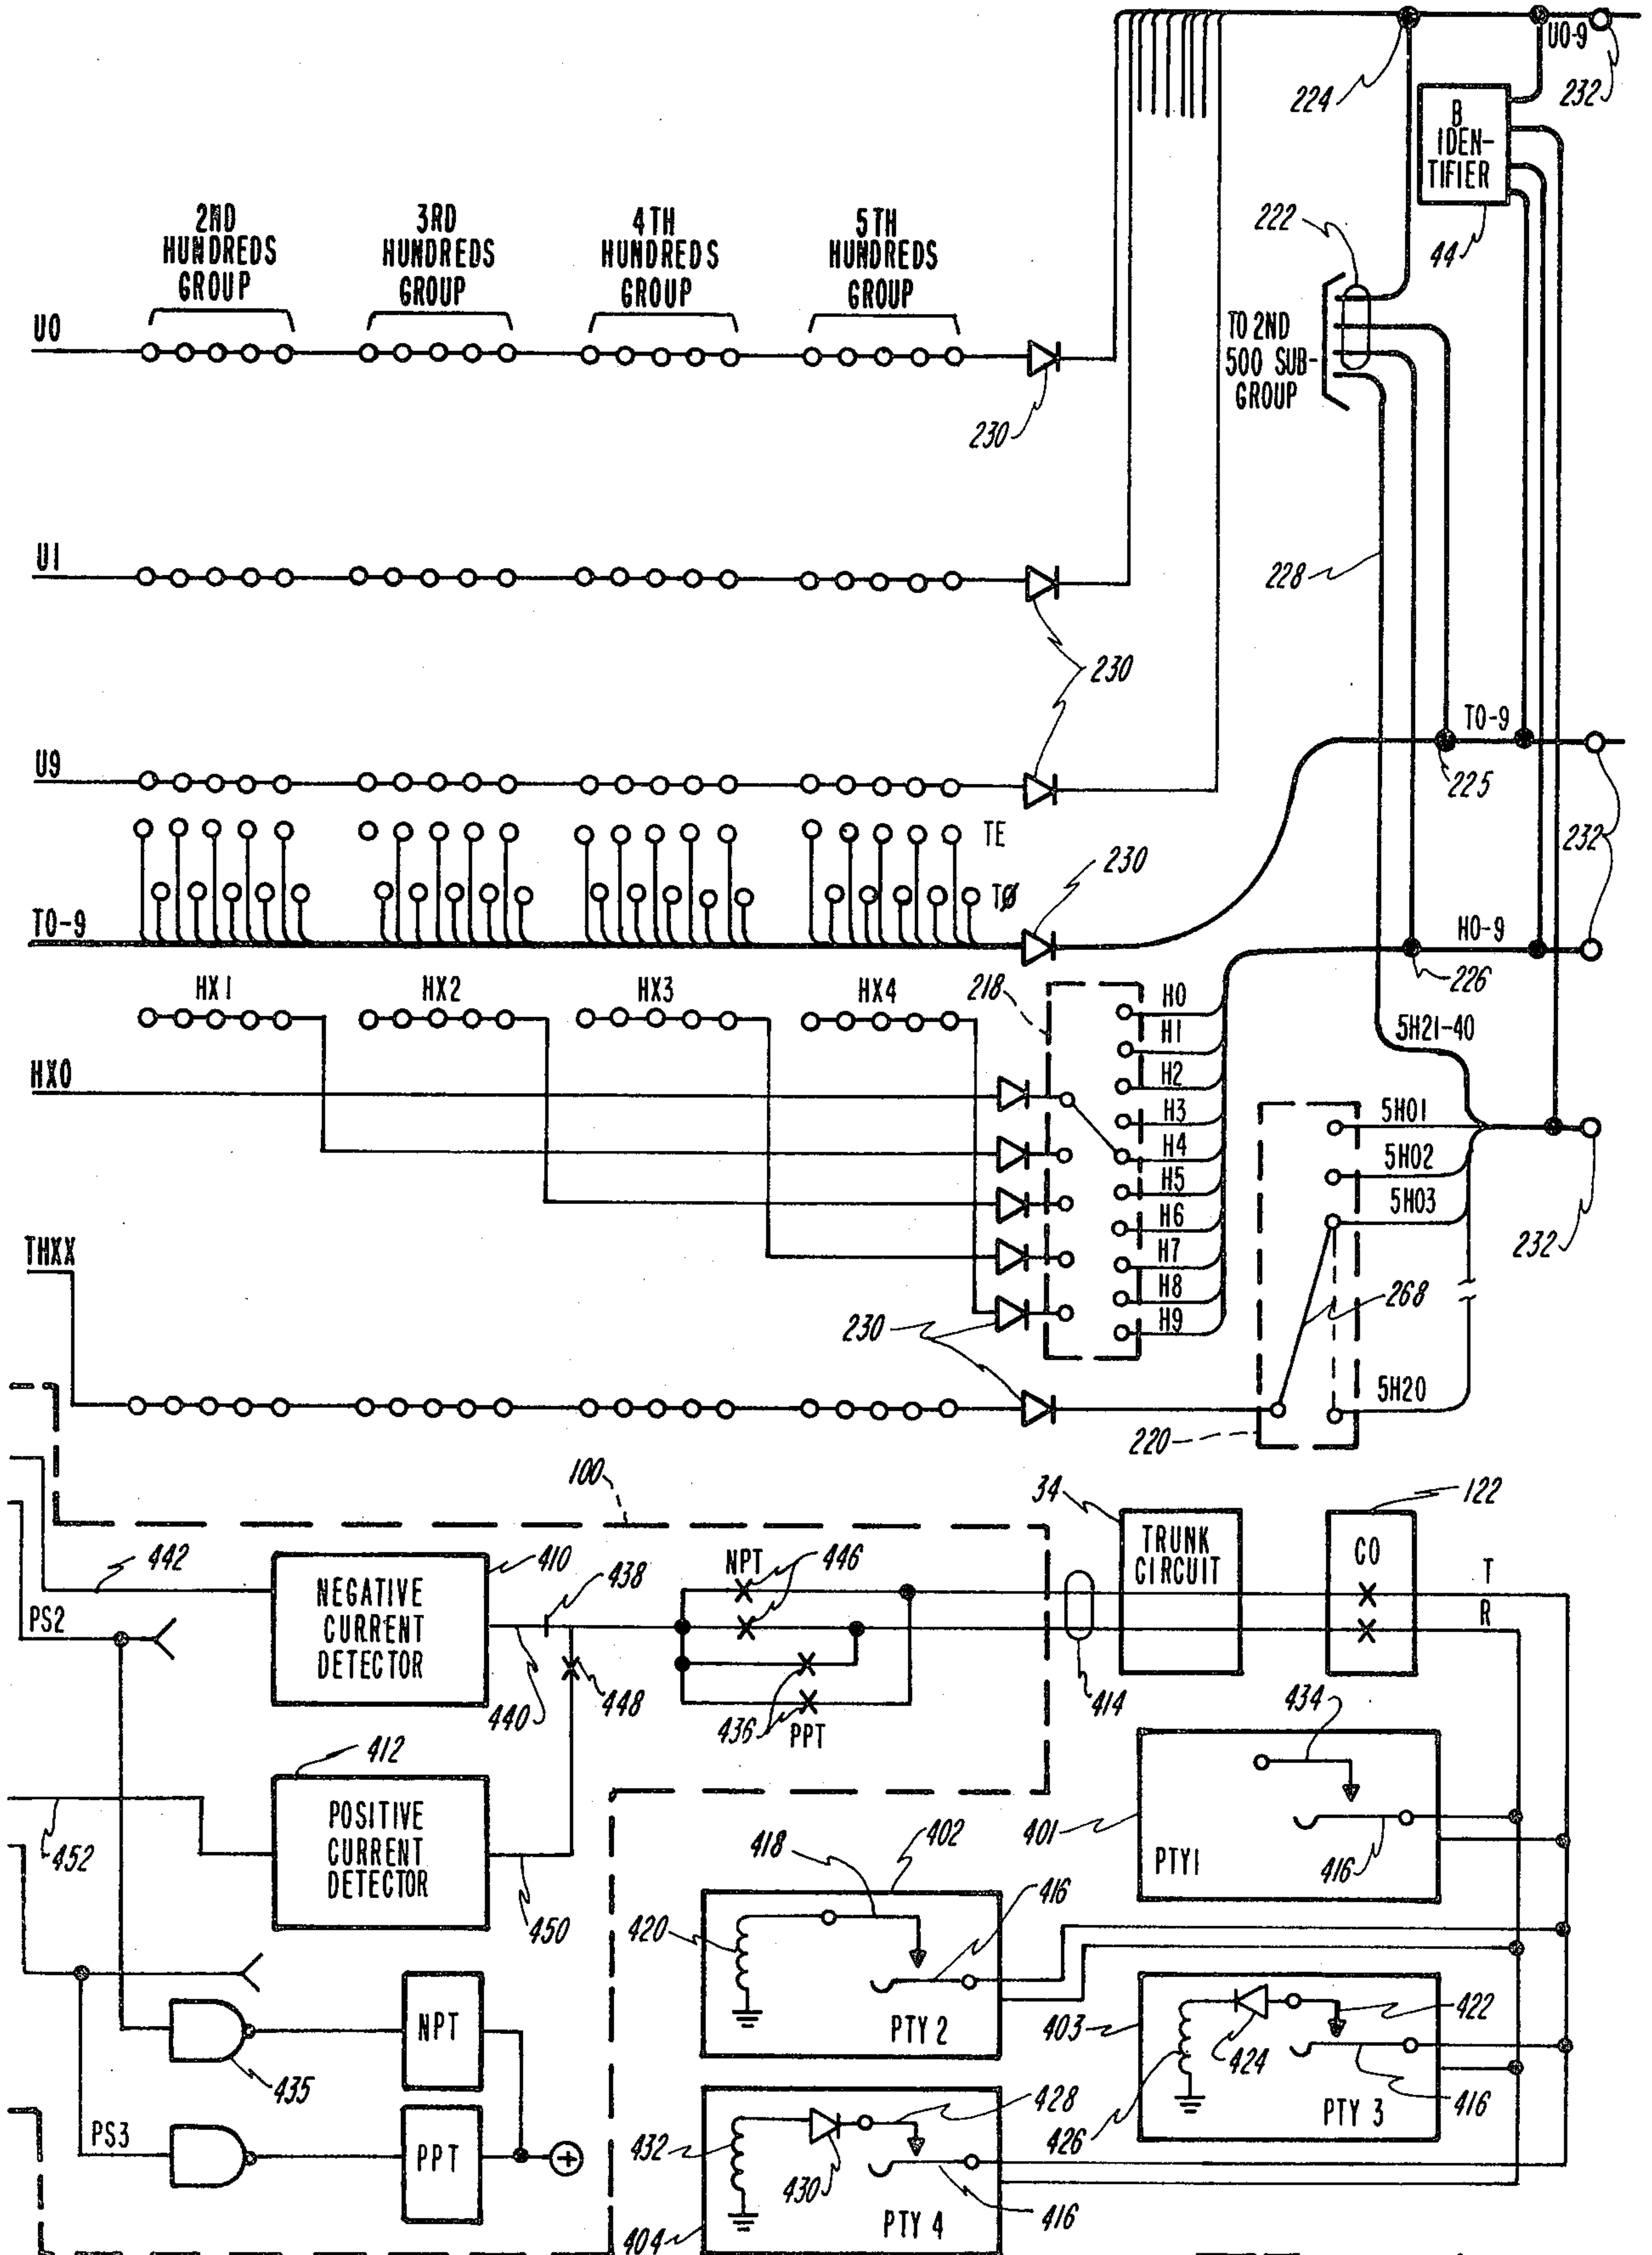 U0-9
224
232
B
IDEN-
TIFIER
44
222
2ND
HUNDREDS
GROUP
3RD
HUNDREDS
GROUP
4TH
HUNDREDS
GROUP
5TH
HUNDREDS
GROUP
U0
TO 2ND
500 SUB-
GROUP
230
U1
228
230
T0-9
U9
225
TE
230
232
TØ
T0-9
H0-9
HX1
HX2
HX3
HX4
218
226
H0
H1
5H21-40
HX0
H2
H3
5H01
H4
5H02
H5
5H03
H6
THXX
H7
232
H8
268
230
H9
5H20
220
100
34
122
442
410
NPT
446
TRUNK
CIRCUIT
CO
T
438
NEGATIVE
CURRENT
DETECTOR
R
PS2
440
448
436
PPT
414
434
412
POSITIVE
CURRENT
DETECTOR
452
418
402
401
PTY1
416
416
420
450
PTY 2
403
422
424
NPT
435
416
428
PTY 3
426
PS3
432
PPT
430
416
PTY 4
404